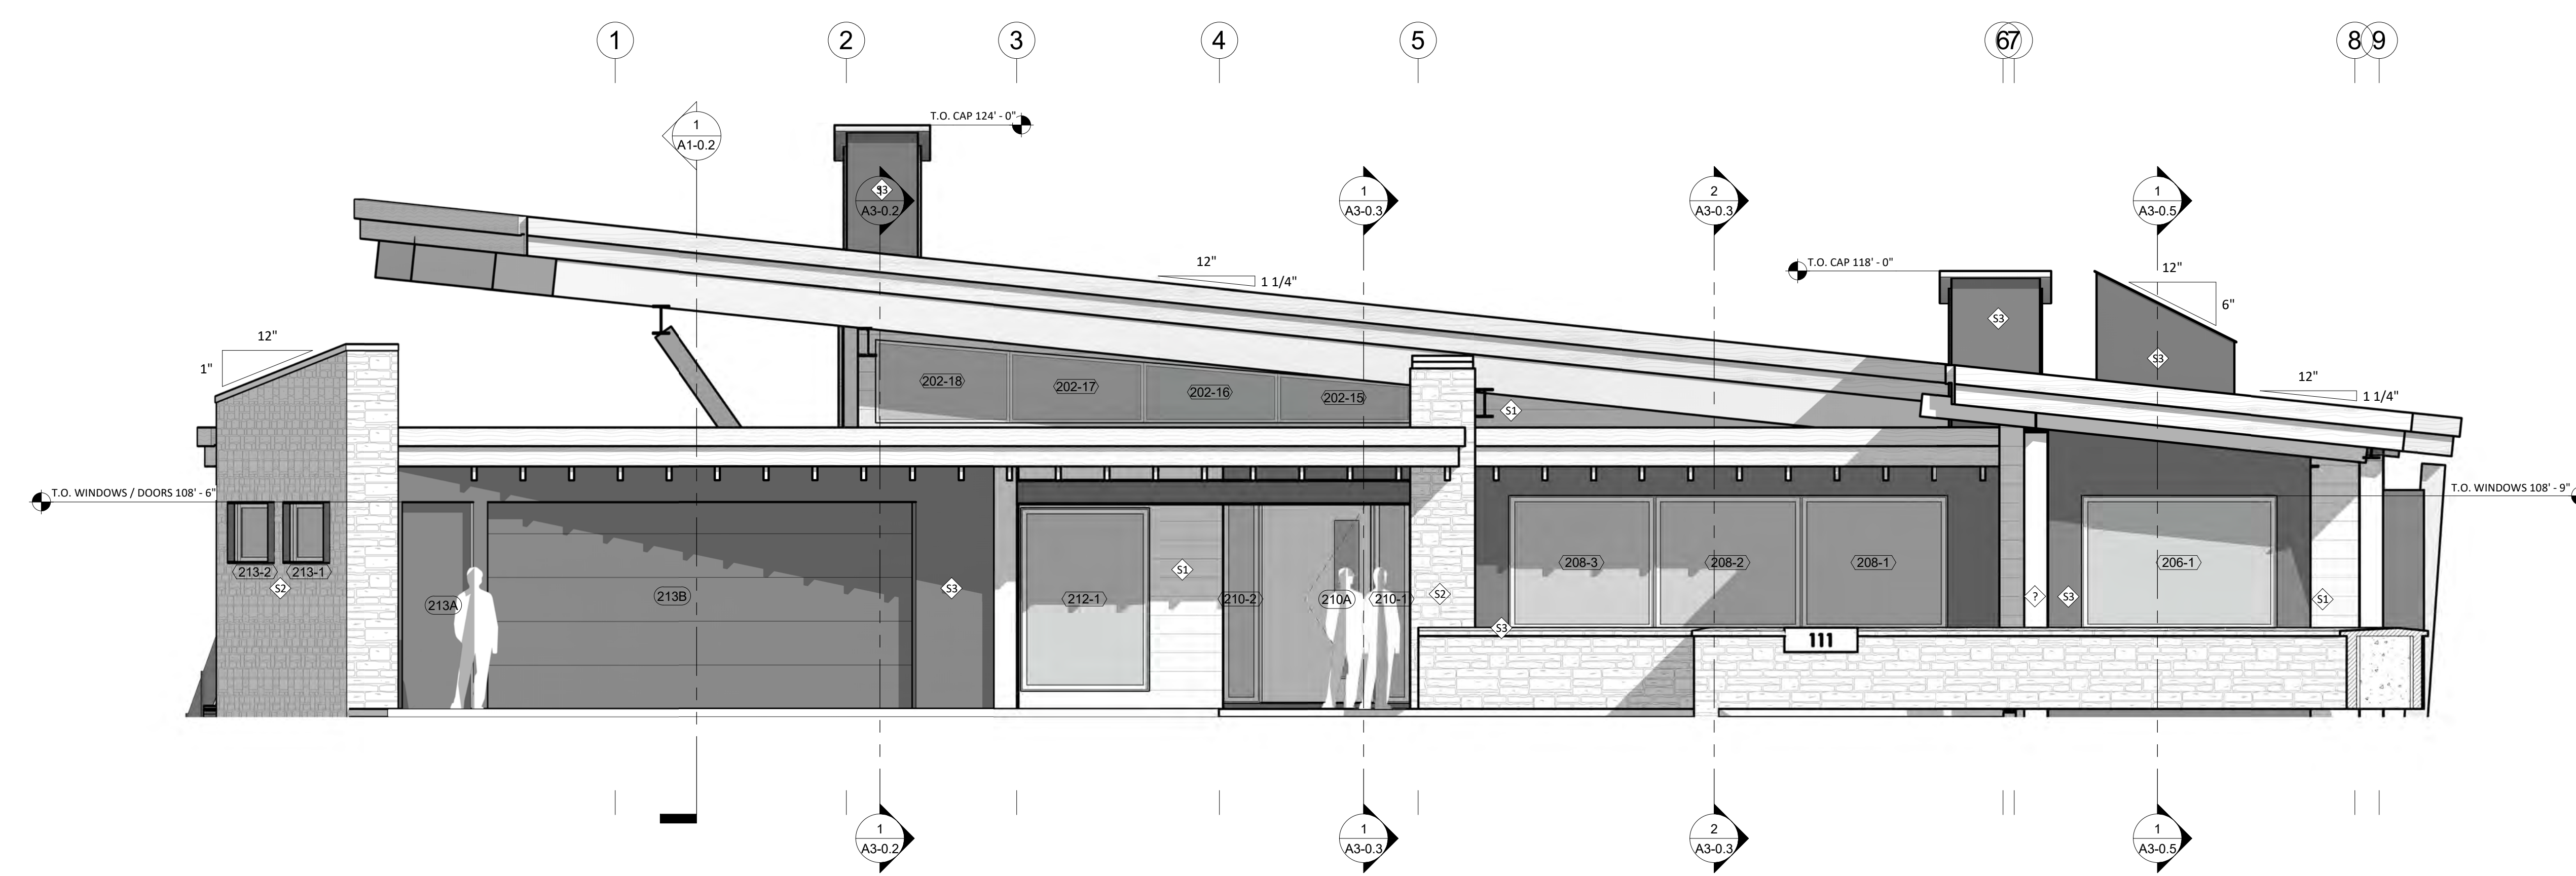 1
2
3
4
5
6
7
8
9
T.O. CAP 124' - 0"
1
A1-0.2
S3
A3-0.2
1
A3-0.3
2
A3-0.3
1
A3-0.5
12"
1 1/4"
T.O. CAP 118' - 0"
12"
6"
S3
S3
12"
1"
12"
1 1/4"
202-18
202-17
202-16
202-15
S1
T.O. WINDOWS / DOORS 108' - 6"
T.O. WINDOWS 108' - 9"
213-2
213-1
S2
213A
213B
S3
212-1
S1
210-2
210A
210-1
S2
S3
208-3
208-2
208-1
?
S3
206-1
S1
111
1
A3-0.2
1
A3-0.3
2
A3-0.3
1
A3-0.5